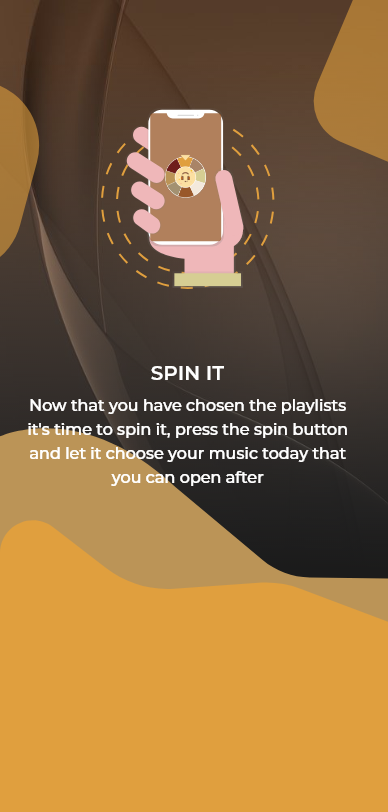 SPIN IT
Now that you have chosen the playlists
it's time to spin it, press the spin button
and let it choose your music today that
you can open after